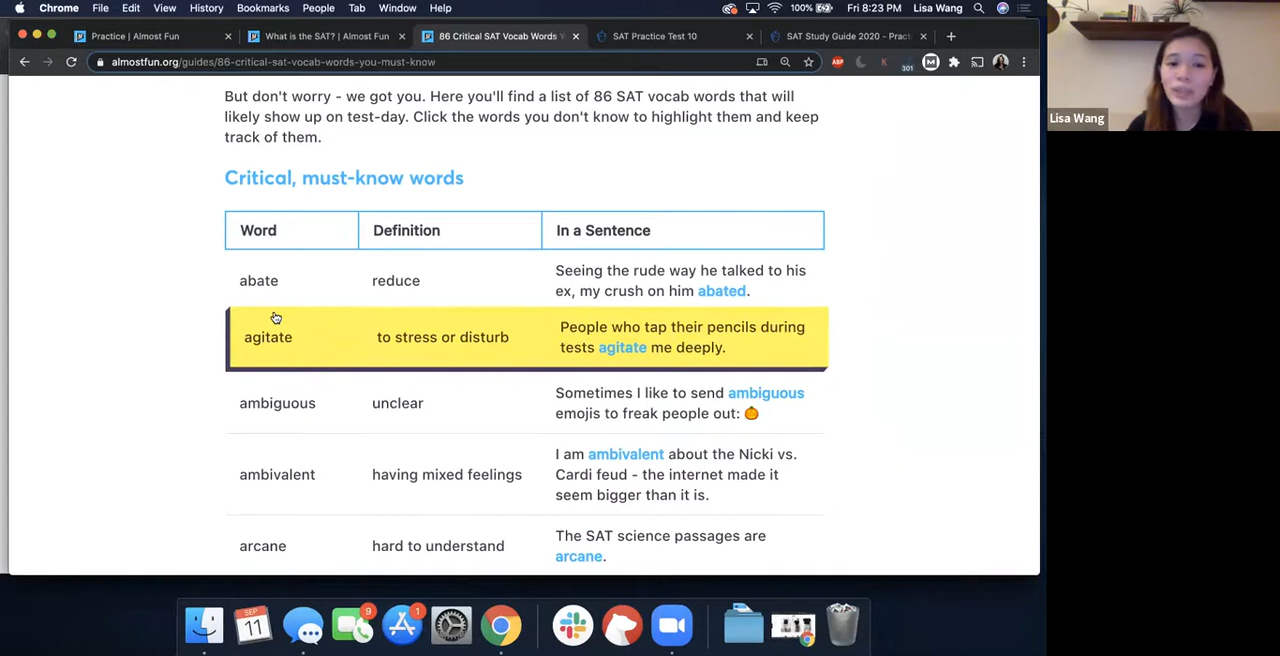 Chrome File Edit View History Bookmarks People Tab Window Help 100% Fri 8:23 PM Lisa Wang
Practice | Almost Fun
What is the SAT? | Almost Fun
86 Critical SAT Vocab Words Y
SAT Practice Test 10
SAT Study Guide 2020 - Pract
almostfun.org/guides/86-critical-sat-vocab-words-you-must-know
ABP
K
301
M
But don't worry - we got you. Here you'll find a list of 86 SAT vocab words that will
likely show up on test-day. Click the words you don't know to highlight them and keep
track of them.
Critical, must-know words
Word Definition In a Sentence
abate reduce Seeing the rude way he talked to his
ex, my crush on him abated.
agitate to stress or disturb People who tap their pencils during
tests agitate me deeply.
ambiguous unclear Sometimes I like to send ambiguous
emojis to freak people out: 🎃
ambivalent having mixed feelings I am ambivalent about the Nicki vs.
Cardi feud - the internet made it
seem bigger than it is.
arcane hard to understand The SAT science passages are
arcane.
Lisa Wang
SEP
11
9
1